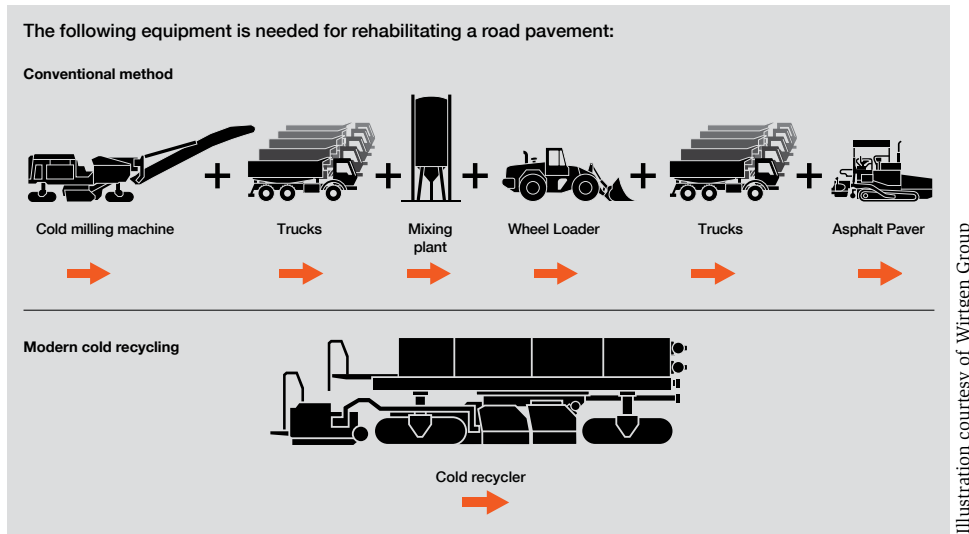 The following equipment is needed for rehabilitating a road pavement:
Conventional method
Cold milling machine
Trucks
Mixing
plant
Wheel Loader
Trucks
Asphalt Paver
Modern cold recycling
Cold recycler
Illustration courtesy of Wirtgen Group